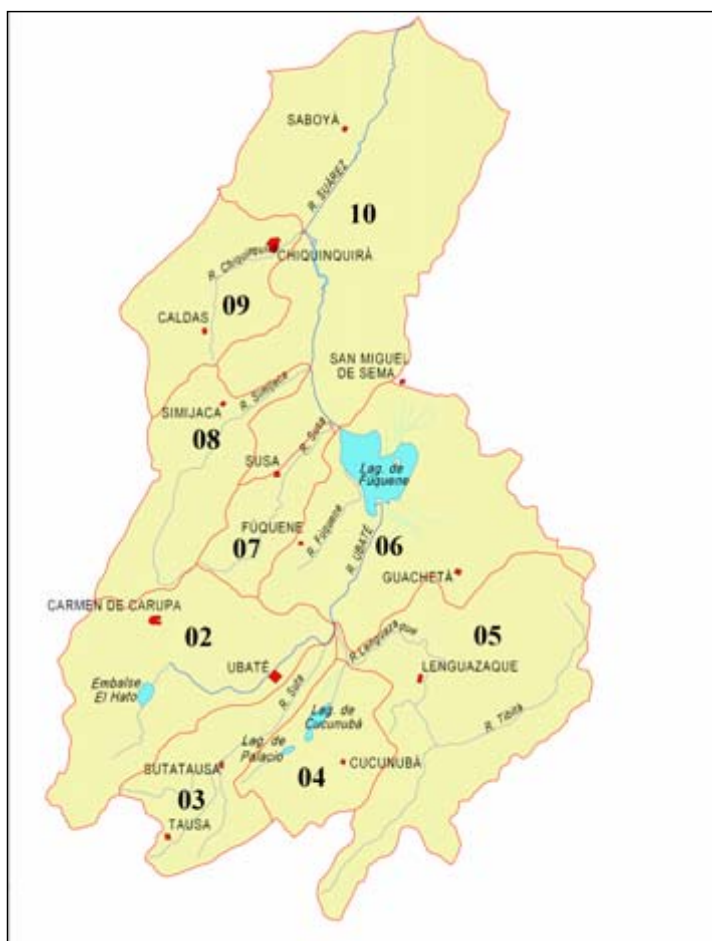 SABOYÁ
R. SUÁREZ
10
R. Chiquinquirá
CHIQUINQUIRÁ
09
CALDAS
SAN MIGUEL
DE SEMA
R. Simijaca
SIMIJACA
08
R. Susa
SUSA
Lag. de
Fúquene
FÚQUENE
07
R. Fúquene
R. UBATÉ
06
GUACHETÁ
CARMEN DE CARUPA
02
R. Lenguazaque
05
UBATÉ
R. Suta
LENGUAZAQUE
Embalse
El Hato
Lag. de
Cucunubá
R. Tibitá
Lag. de
Palacio
SUTATAUSA
04
CUCUNUBÁ
03
TAUSA